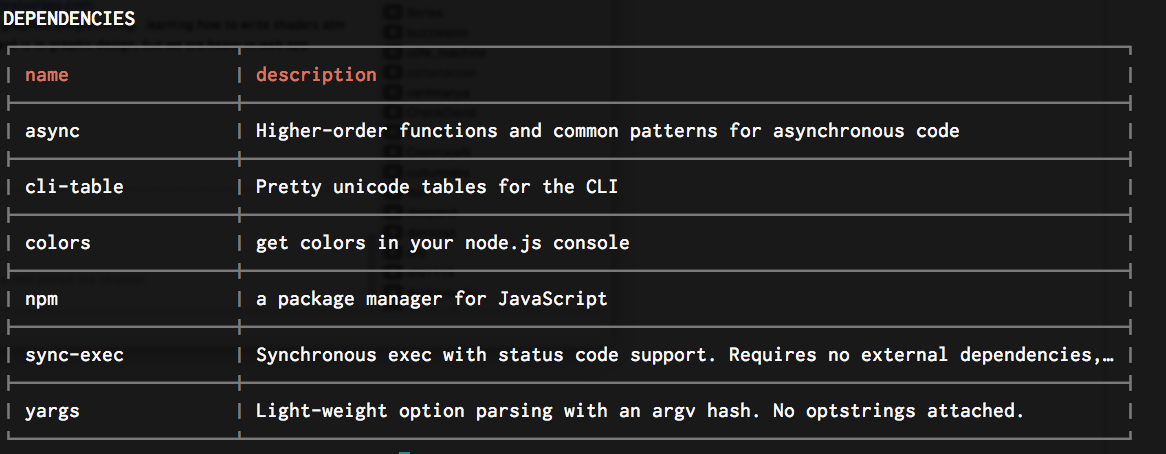 DEPENDENCIES
name description
async Higher-order functions and common patterns for asynchronous code
cli-table Pretty unicode tables for the CLI
colors get colors in your node.js console
npm a package manager for JavaScript
sync-exec Synchronous exec with status code support. Requires no external dependencies,…
yargs Light-weight option parsing with an argv hash. No optstrings attached.